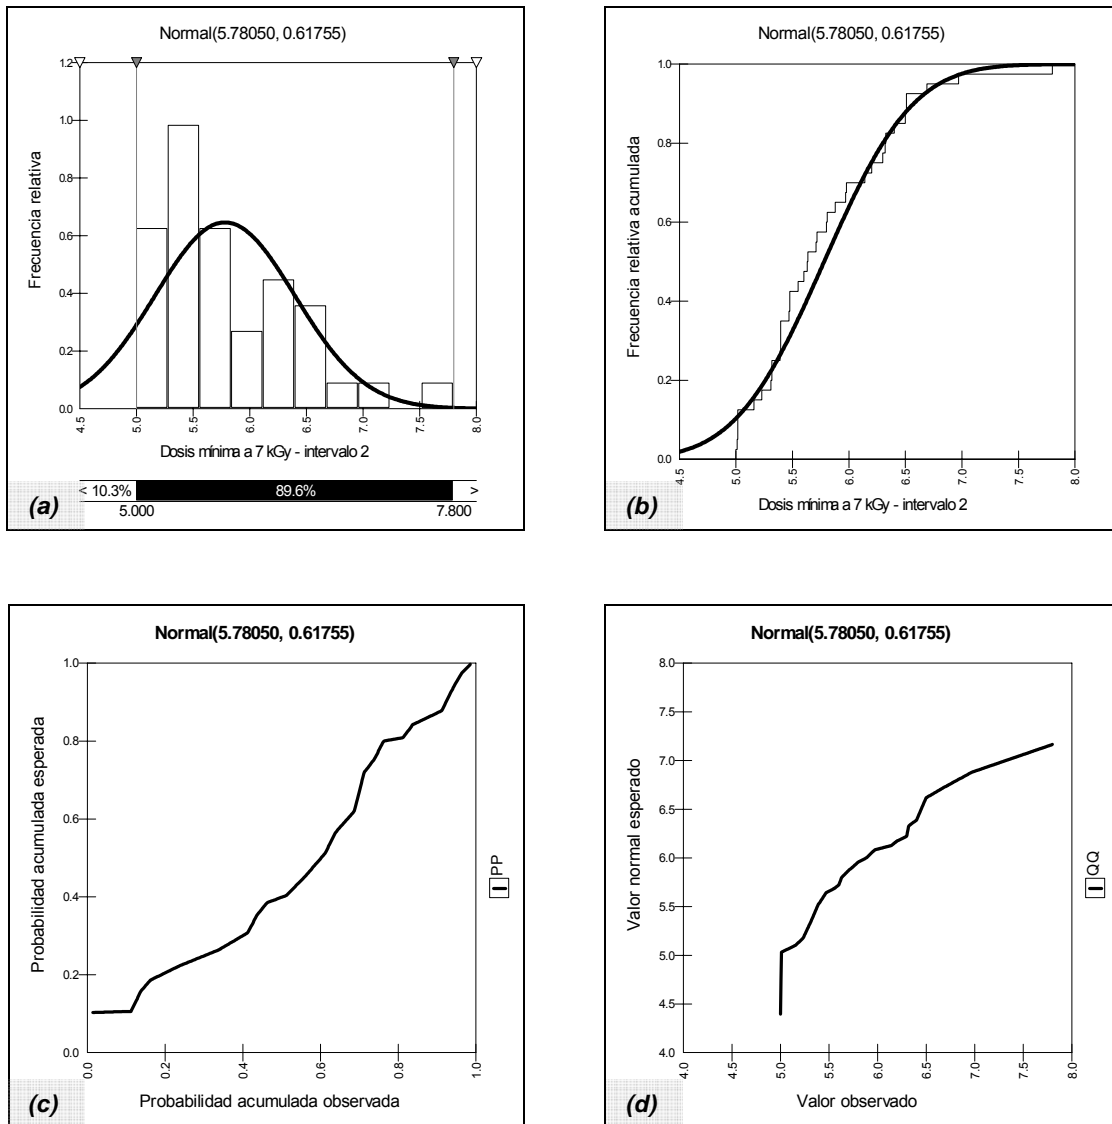 Normal(5.78050, 0.61755)
Frecuencia relativa
1.2
1.0
0.8
0.6
0.4
0.2
0.0
4.5 5.0 5.5 6.0 6.5 7.0 7.5 8.0
Dosis mínima a 7 kGy - intervalo 2
< 10.3% 89.6% >
5.000 7.800
(a)
Normal(5.78050, 0.61755)
Frecuencia relativa acumulada
1.0
0.8
0.6
0.4
0.2
0.0
4.5 5.0 5.5 6.0 6.5 7.0 7.5 8.0
Dosis mínima a 7 kGy - intervalo 2
(b)
Normal(5.78050, 0.61755)
Probabilidad acumulada esperada
1.0
0.8
0.6
0.4
0.2
0.0
0.0 0.2 0.4 0.6 0.8 1.0
Probabilidad acumulada observada
PP
(c)
Normal(5.78050, 0.61755)
Valor normal esperado
8.0
7.5
7.0
6.5
6.0
5.5
5.0
4.5
4.0
4.0 4.5 5.0 5.5 6.0 6.5 7.0 7.5 8.0
Valor observado
QQ
(d)